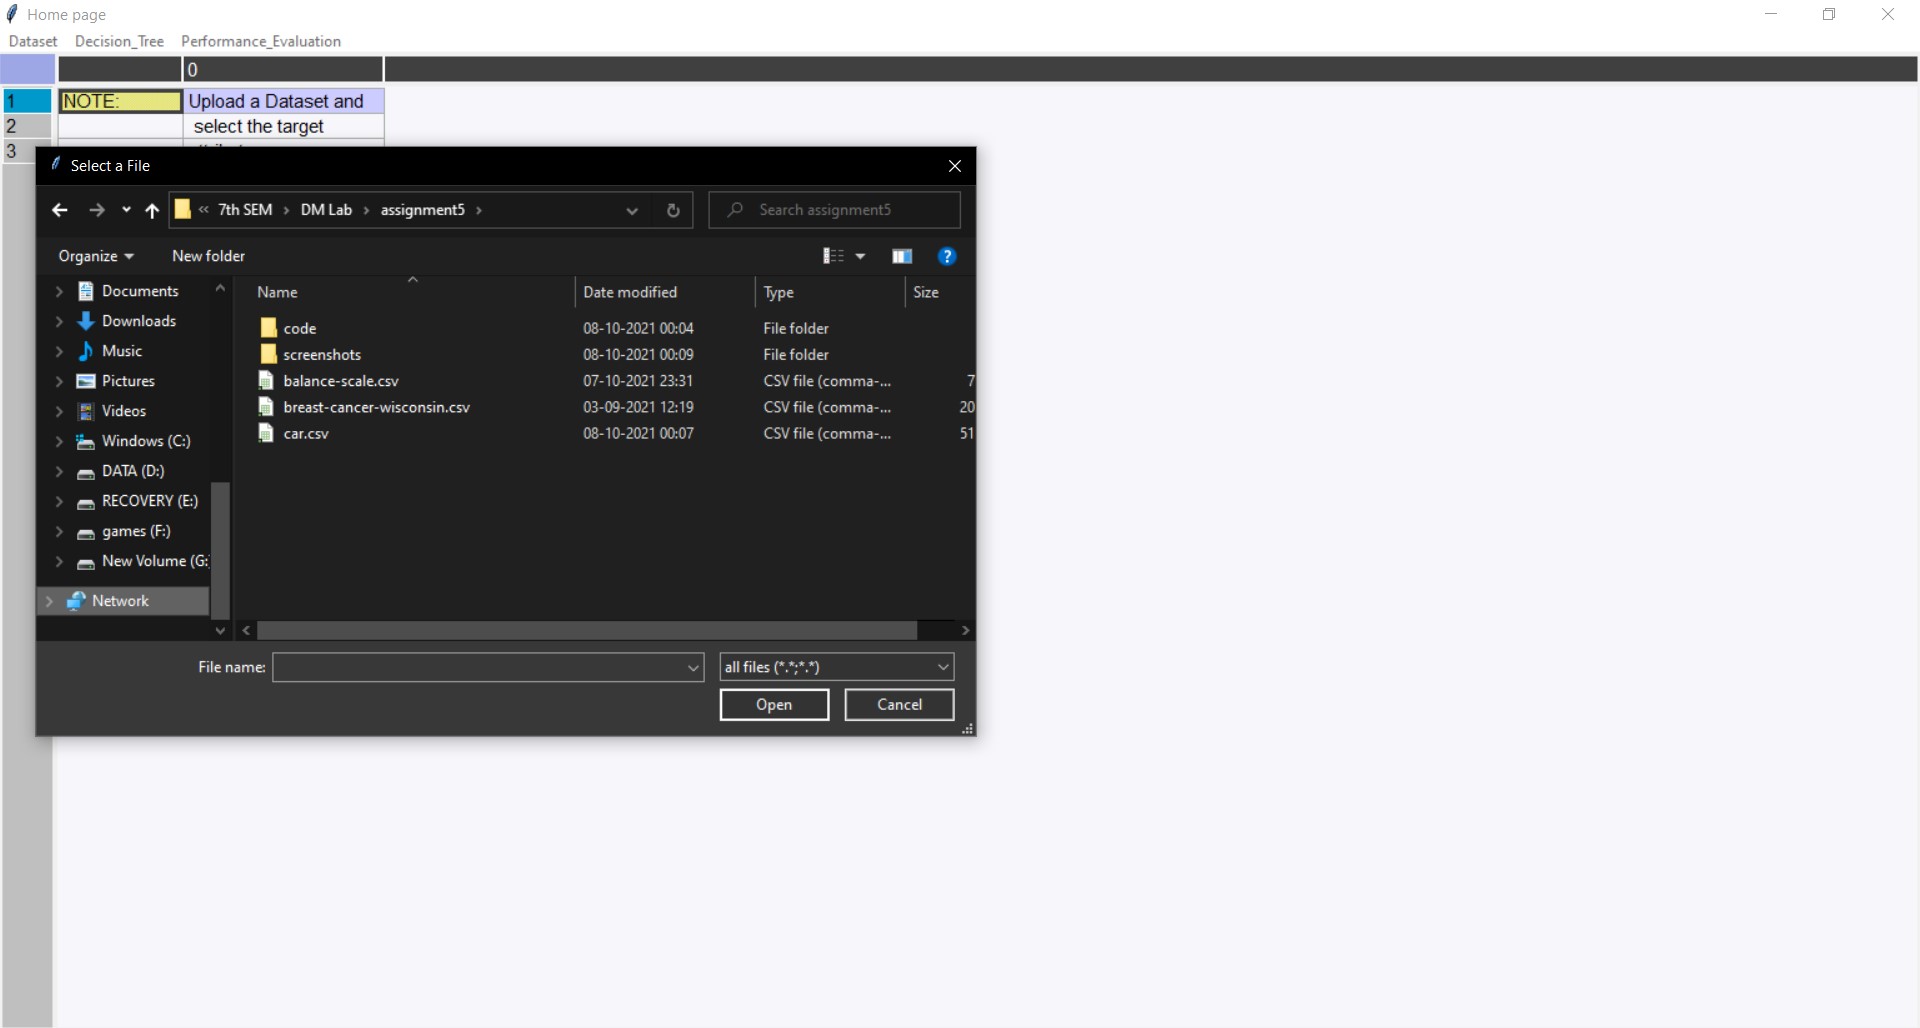 Home page
Dataset Decision_Tree Performance_Evaluation
0
1 NOTE: Upload a Dataset and
2 select the target
3
Select a File
« 7th SEM › DM Lab › assignment5 ›
Search assignment5
Organize New folder
?
Name Date modified Type Size
Documents
Downloads
Music
Pictures
Videos
Windows (C:)
DATA (D:)
RECOVERY (E:)
games (F:)
New Volume (G:
Network
code 08-10-2021 00:04 File folder
screenshots 08-10-2021 00:09 File folder
balance-scale.csv 07-10-2021 23:31 CSV file (comma-... 7
breast-cancer-wisconsin.csv 03-09-2021 12:19 CSV file (comma-... 20
car.csv 08-10-2021 00:07 CSV file (comma-... 51
File name: all files (*.*;*.*)
Open Cancel